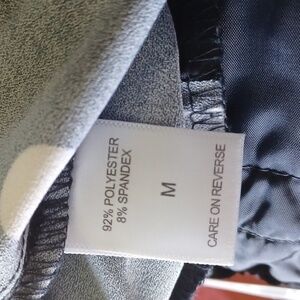 92% POLYESTER
8% SPANDEX
M
CARE ON REVERSE